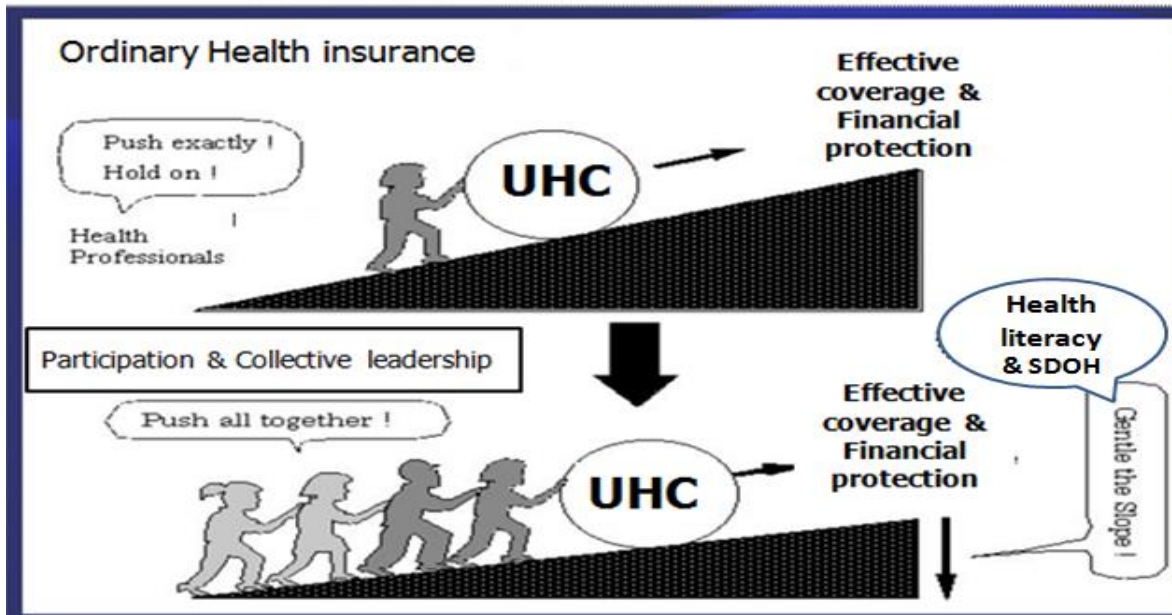 Ordinary Health insurance
Effective
coverage &
Financial
protection
Push exactly !
Hold on !
Health
Professionals
UHC
Participation & Collective leadership
Health
literacy
& SDOH
Push all together !
UHC
Effective
coverage &
Financial
protection
Gentle the Slope !